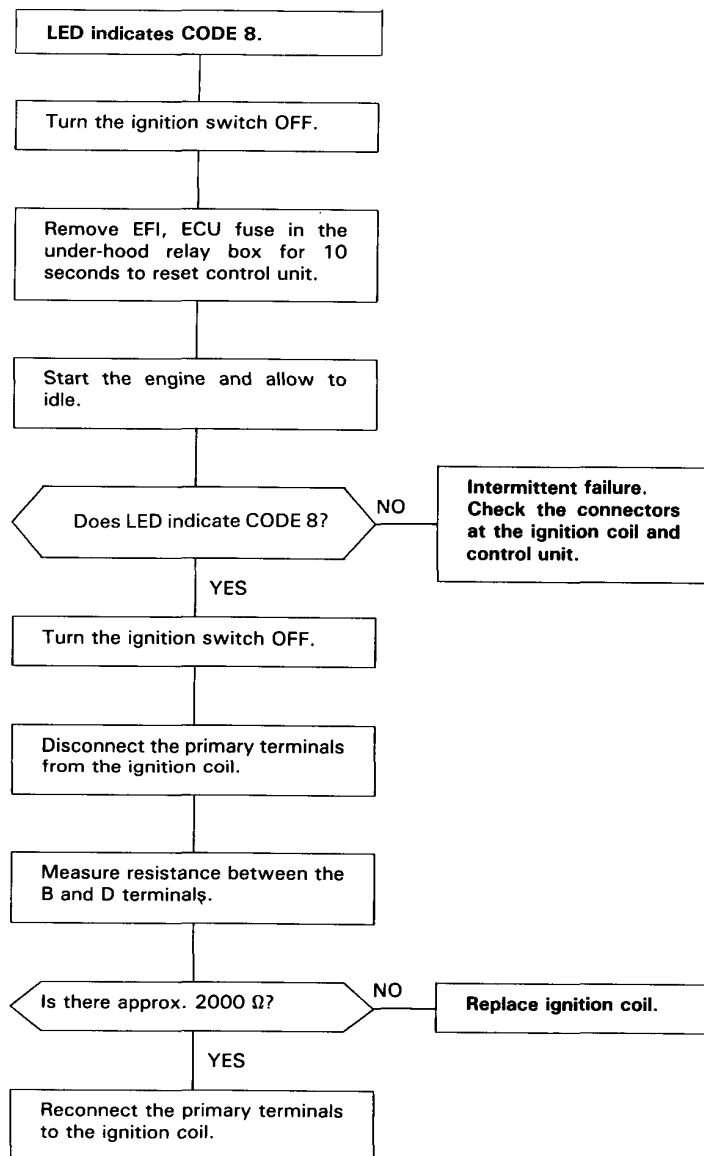 LED indicates CODE 8.
Turn the ignition switch OFF.
Remove EFI, ECU fuse in the
under-hood relay box for 10
seconds to reset control unit.
Start the engine and allow to
idle.
Does LED indicate CODE 8?
NO
Intermittent failure.
Check the connectors
at the ignition coil and
control unit.
YES
Turn the ignition switch OFF.
Disconnect the primary terminals
from the ignition coil.
Measure resistance between the
B and D terminals.
Is there approx. 2000 Ω?
NO
Replace ignition coil.
YES
Reconnect the primary terminals
to the ignition coil.